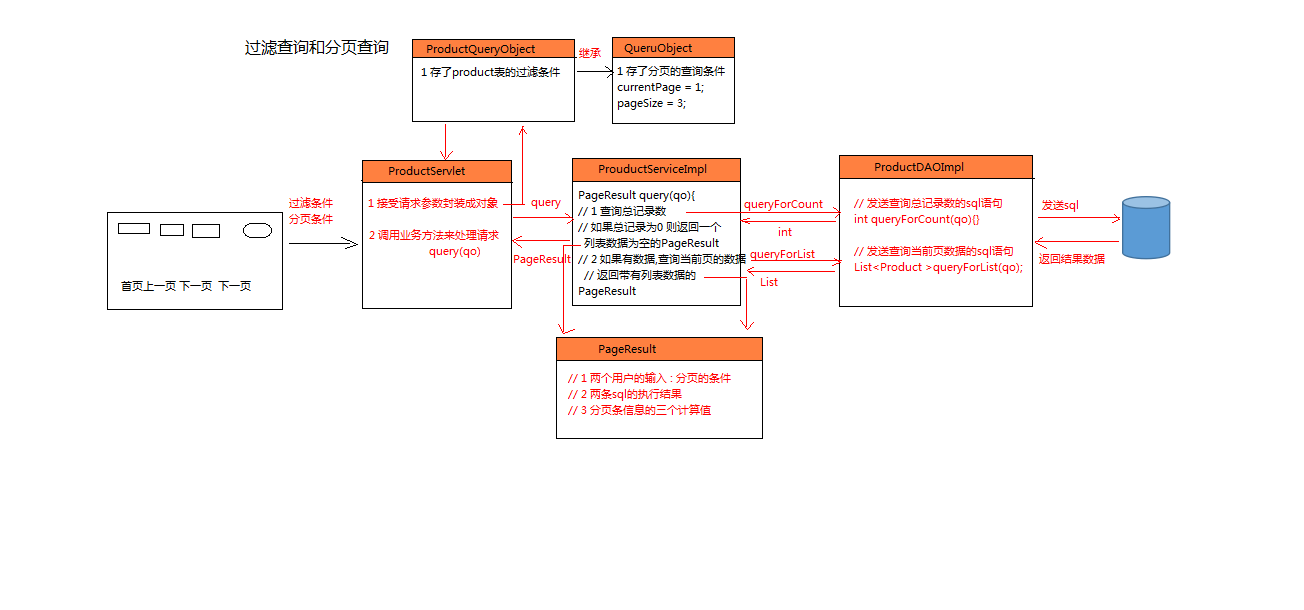 过滤查询和分页查询
ProductQueryObject
1 存了product表的过滤条件
继承
QueruObject
1 存了分页的查询条件
currentPage = 1;
pageSize = 3;
过滤条件
分页条件
首页上一页 下一页  下一页
ProductServlet
1 接受请求参数封装成对象
2 调用业务方法来处理请求
query(qo)
query
PageResult
ProuductServiceImpl
PageResult query(qo){
// 1 查询总记录数
// 如果总记录为0 则返回一个
列表数据为空的PageResult
// 2 如果有数据,查询当前页的数据
// 返回带有列表数据的
PageResult
queryForCount
int
queryForList
List
ProductDAOImpl
// 发送查询总记录数的sql语句
int queryForCount(qo){}
// 发送查询当前页数据的sql语句
List<Product >queryForList(qo);
发送sql
返回结果数据
PageResult
// 1 两个用户的输入 : 分页的条件
// 2 两条sql的执行结果
// 3 分页条信息的三个计算值